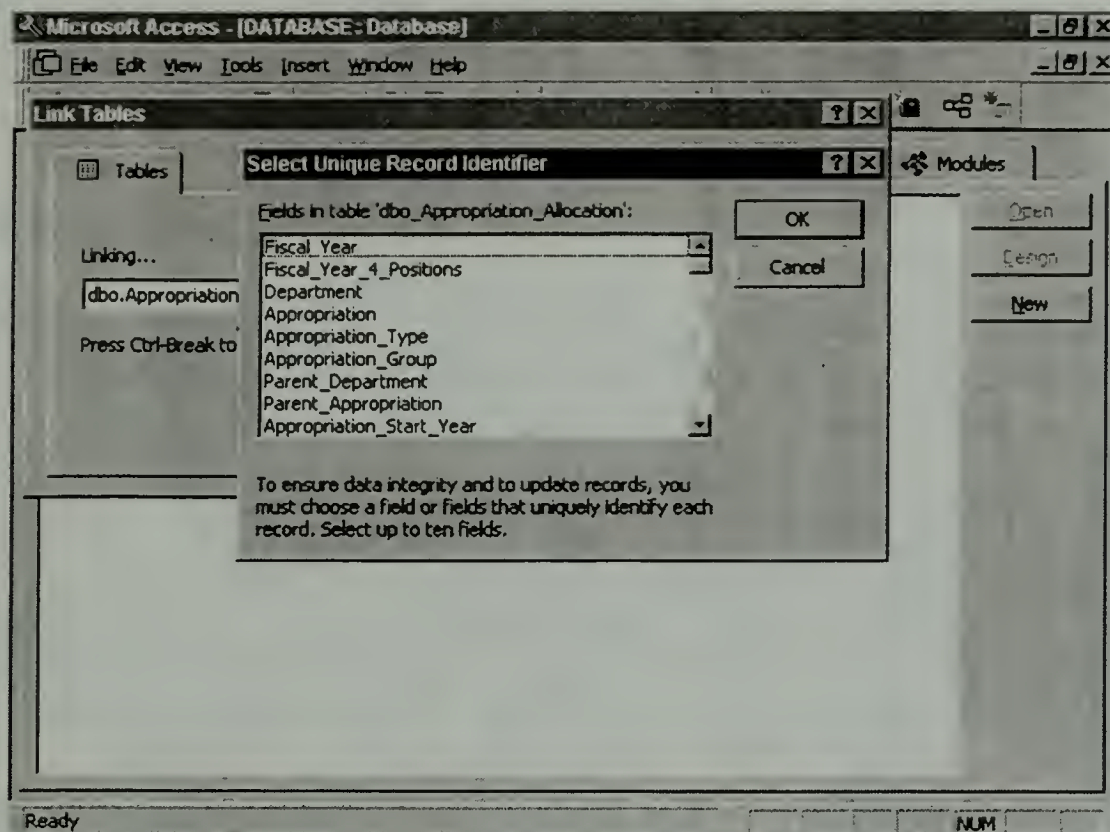 Microsoft Access - [DATABASE : Database]
File Edit View Tools Insert Window Help
Link Tables
Tables
Select Unique Record Identifier
Modules
Fields in table 'dbo_Appropriation_Allocation':
OK
Cancel
Open
Design
New
Linking...
dbo.Appropriation
Press Ctrl-Break to
Fiscal_Year
Fiscal_Year_4_Positions
Department
Appropriation
Appropriation_Type
Appropriation_Group
Parent_Department
Parent_Appropriation
Appropriation_Start_Year
To ensure data integrity and to update records, you
must choose a field or fields that uniquely identify each
record. Select up to ten fields.
Ready
NUM